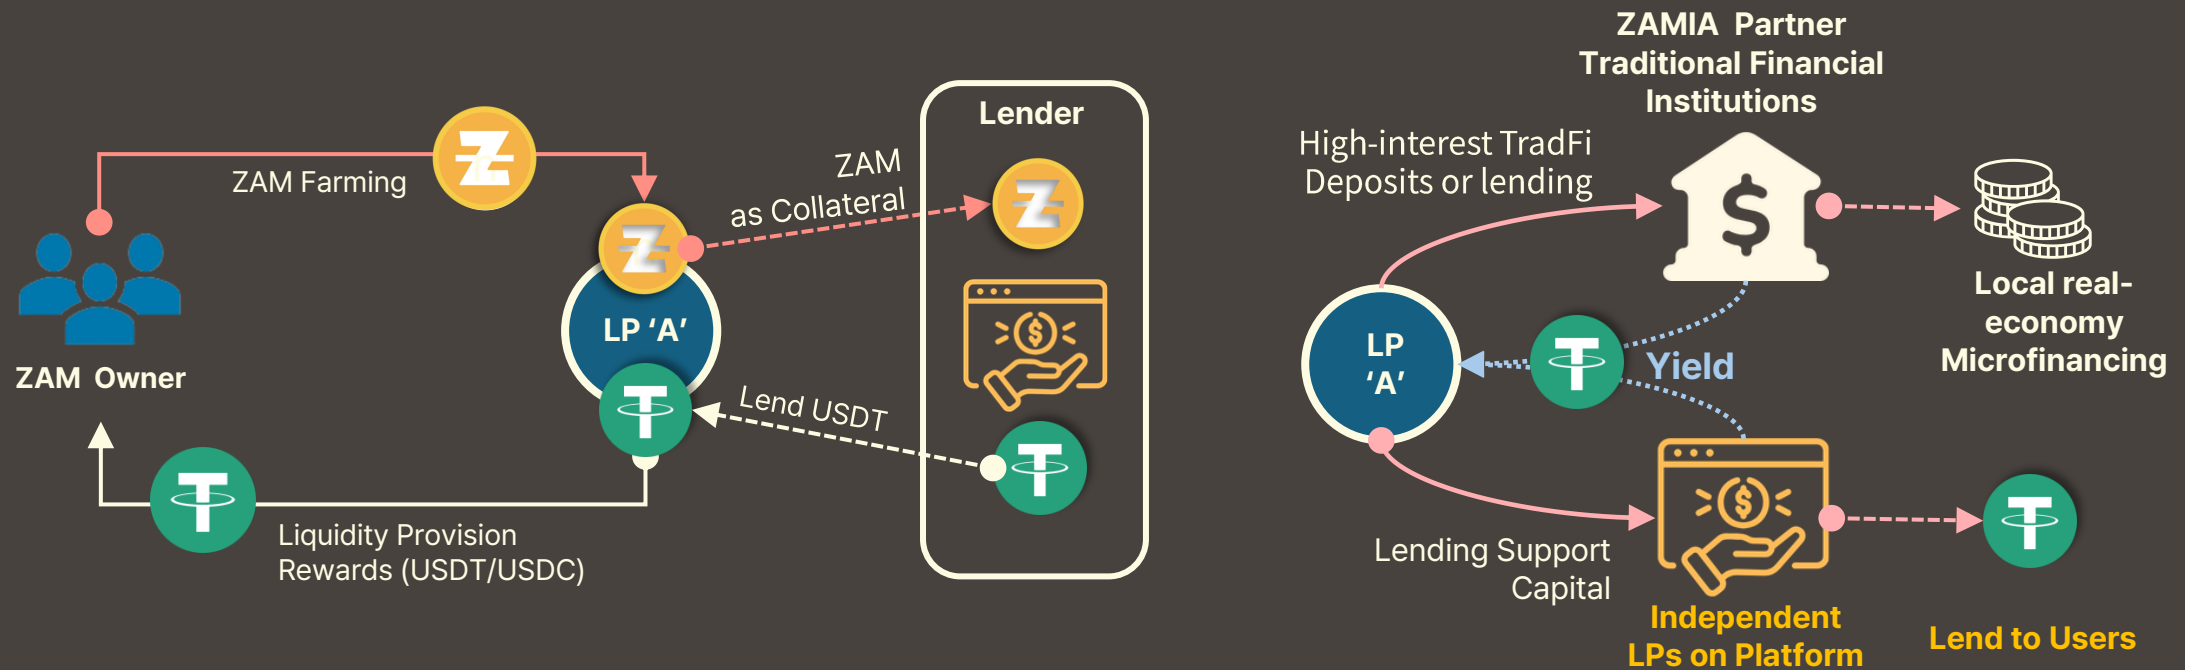 ZAM Farming
ZAM Owner
LP ‘A’
Liquidity Provision
Rewards (USDT/USDC)
ZAM
as Collateral
Lend USDT
Lender
ZAMIA Partner
Traditional Financial
Institutions
High-interest TradFi
Deposits or lending
Local real-
economy
Microfinancing
LP
‘A’
Yield
Lending Support
Capital
Independent
LPs on Platform
Lend to Users